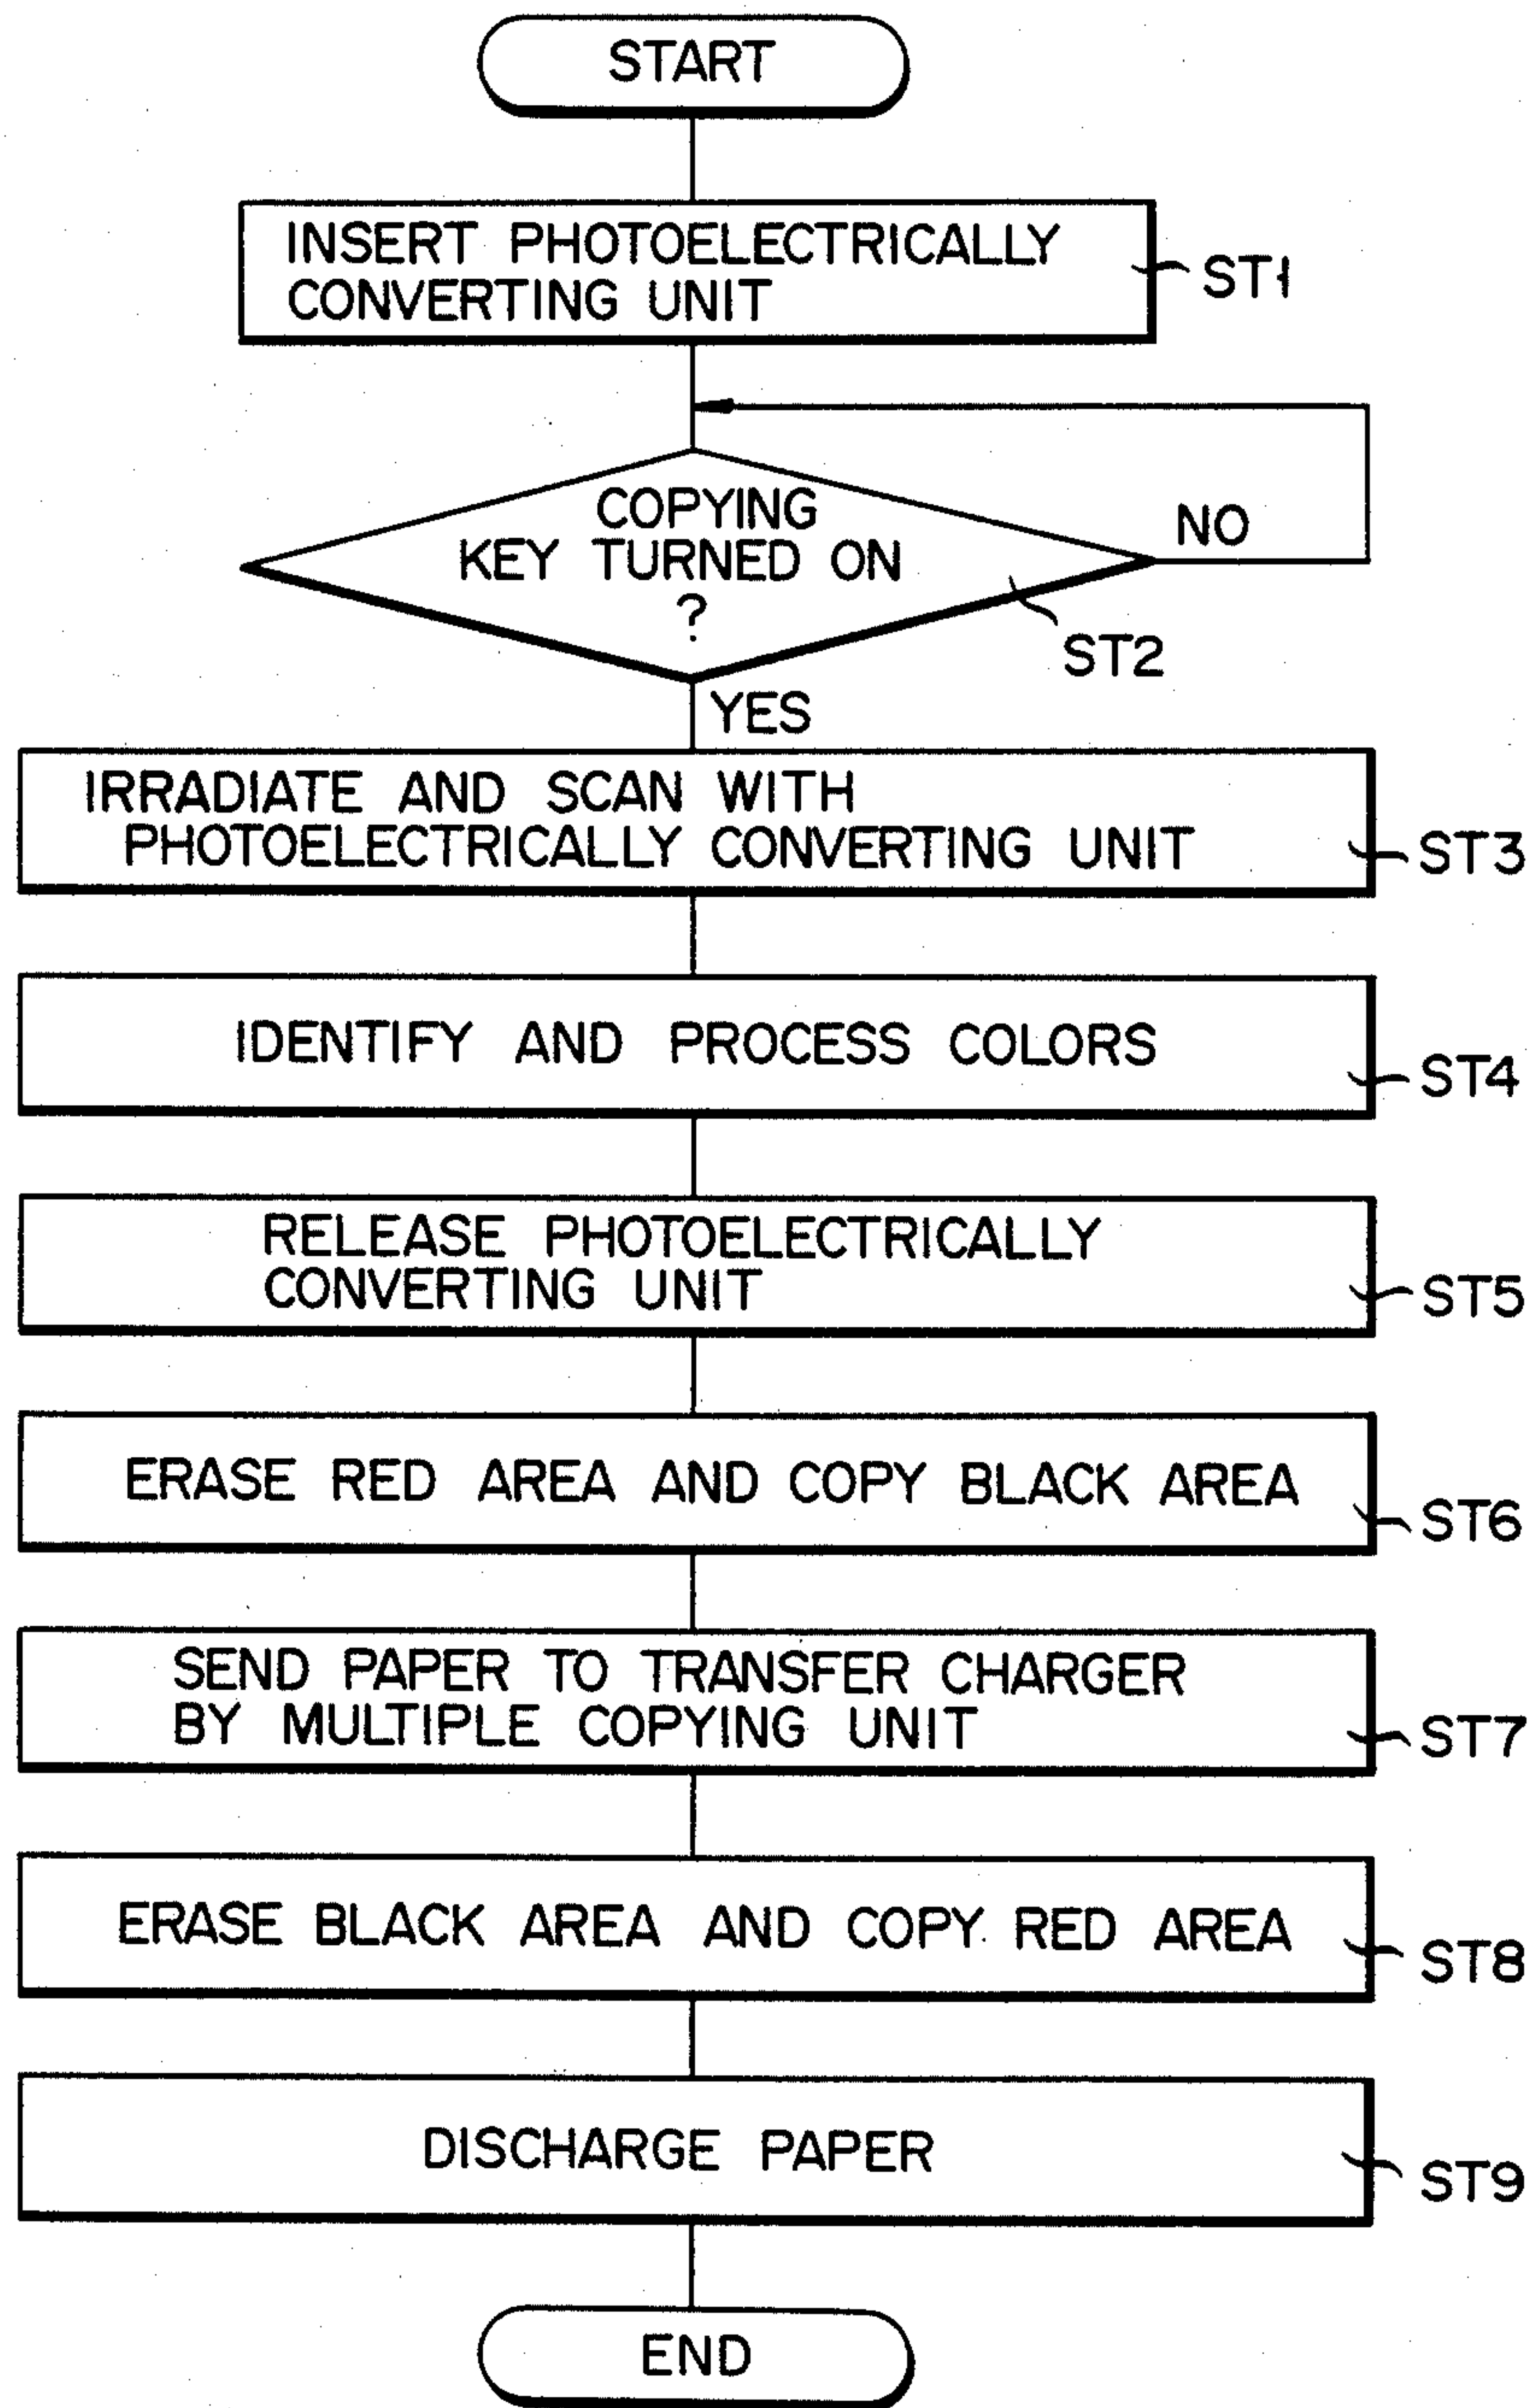 START
INSERT PHOTOELECTRICALLY
CONVERTING UNIT
ST1
COPYING
KEY TURNED ON
?
NO
ST2
YES
IRRADIATE AND SCAN WITH
PHOTOELECTRICALLY CONVERTING UNIT
ST3
IDENTIFY AND PROCESS COLORS
ST4
RELEASE PHOTOELECTRICALLY
CONVERTING UNIT
ST5
ERASE RED AREA AND COPY BLACK AREA
ST6
SEND PAPER TO TRANSFER CHARGER
BY MULTIPLE COPYING UNIT
ST7
ERASE BLACK AREA AND COPY RED AREA
ST8
DISCHARGE PAPER
ST9
END